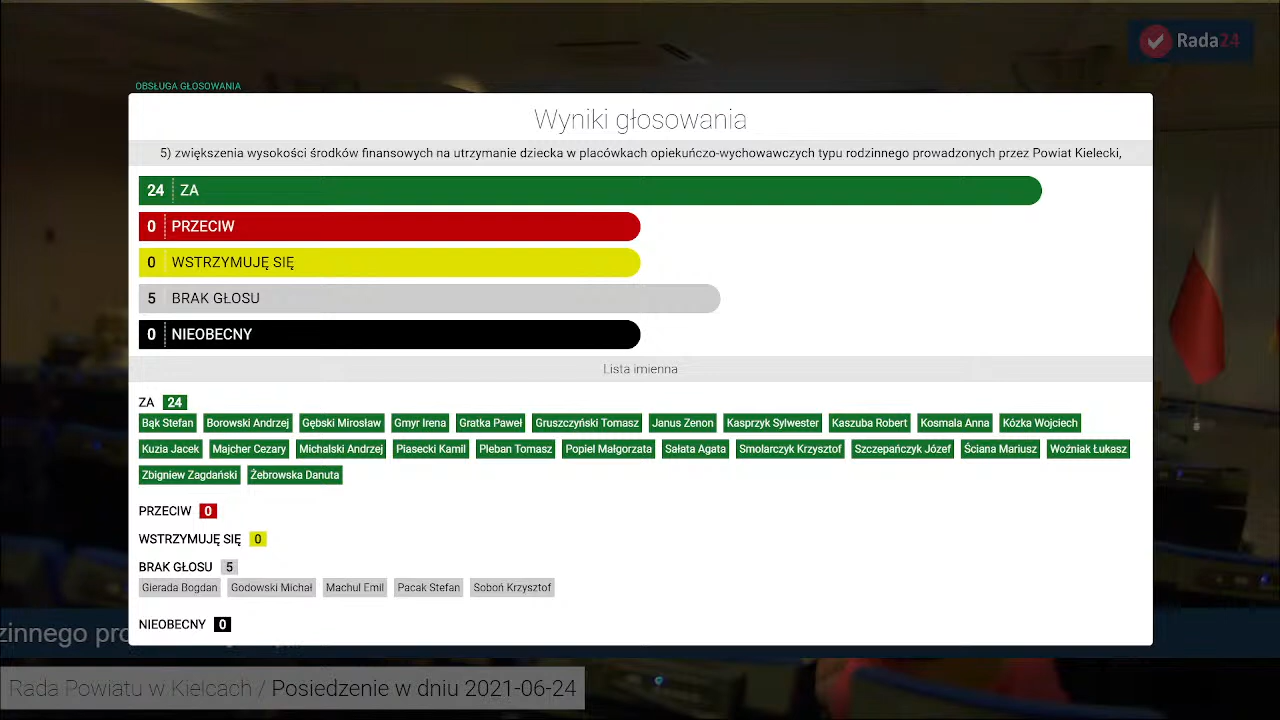 Rada24
OBSŁUGA GŁOSOWANIA
Wyniki głosowania
5) zwiększenia wysokości środków finansowych na utrzymanie dziecka w placówkach opiekuńczo-wychowawczych typu rodzinnego prowadzonych przez Powiat Kielecki,
24 ZA
0 PRZECIW
0 WSTRZYMUJĘ SIĘ
5 BRAK GŁOSU
0 NIEOBECNY
Lista imienna
ZA 24
Bąk Stefan Borowski Andrzej Gębski Mirosław Gmyr Irena Gratka Paweł Gruszczyński Tomasz Janus Zenon Kasprzyk Sylwester Kaszuba Robert Kosmala Anna Kózka Wojciech
Kuzia Jacek Majcher Cezary Michalski Andrzej Piasecki Kamil Pleban Tomasz Popiel Małgorzata Sałata Agata Smolarczyk Krzysztof Szczepańczyk Józef Ściana Mariusz Woźniak Łukasz
Zbigniew Zagdański Żebrowska Danuta
PRZECIW 0
WSTRZYMUJĘ SIĘ 0
BRAK GŁOSU 5
Gierada Bogdan Godowski Michał Machul Emil Pacak Stefan Soboń Krzysztof
NIEOBECNY 0
zinnego pro
Rada Powiatu w Kielcach / Posiedzenie w dniu 2021-06-24